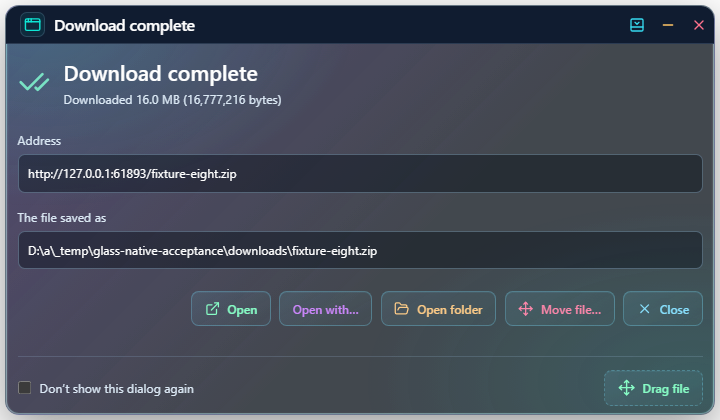 Download complete
Download complete
Downloaded 16.0 MB (16,777,216 bytes)
Address
http://127.0.0.1:61893/fixture-eight.zip
The file saved as
D:\a\_temp\glass-native-acceptance\downloads\fixture-eight.zip
Open Open with... Open folder Move file... Close
Don't show this dialog again Drag file